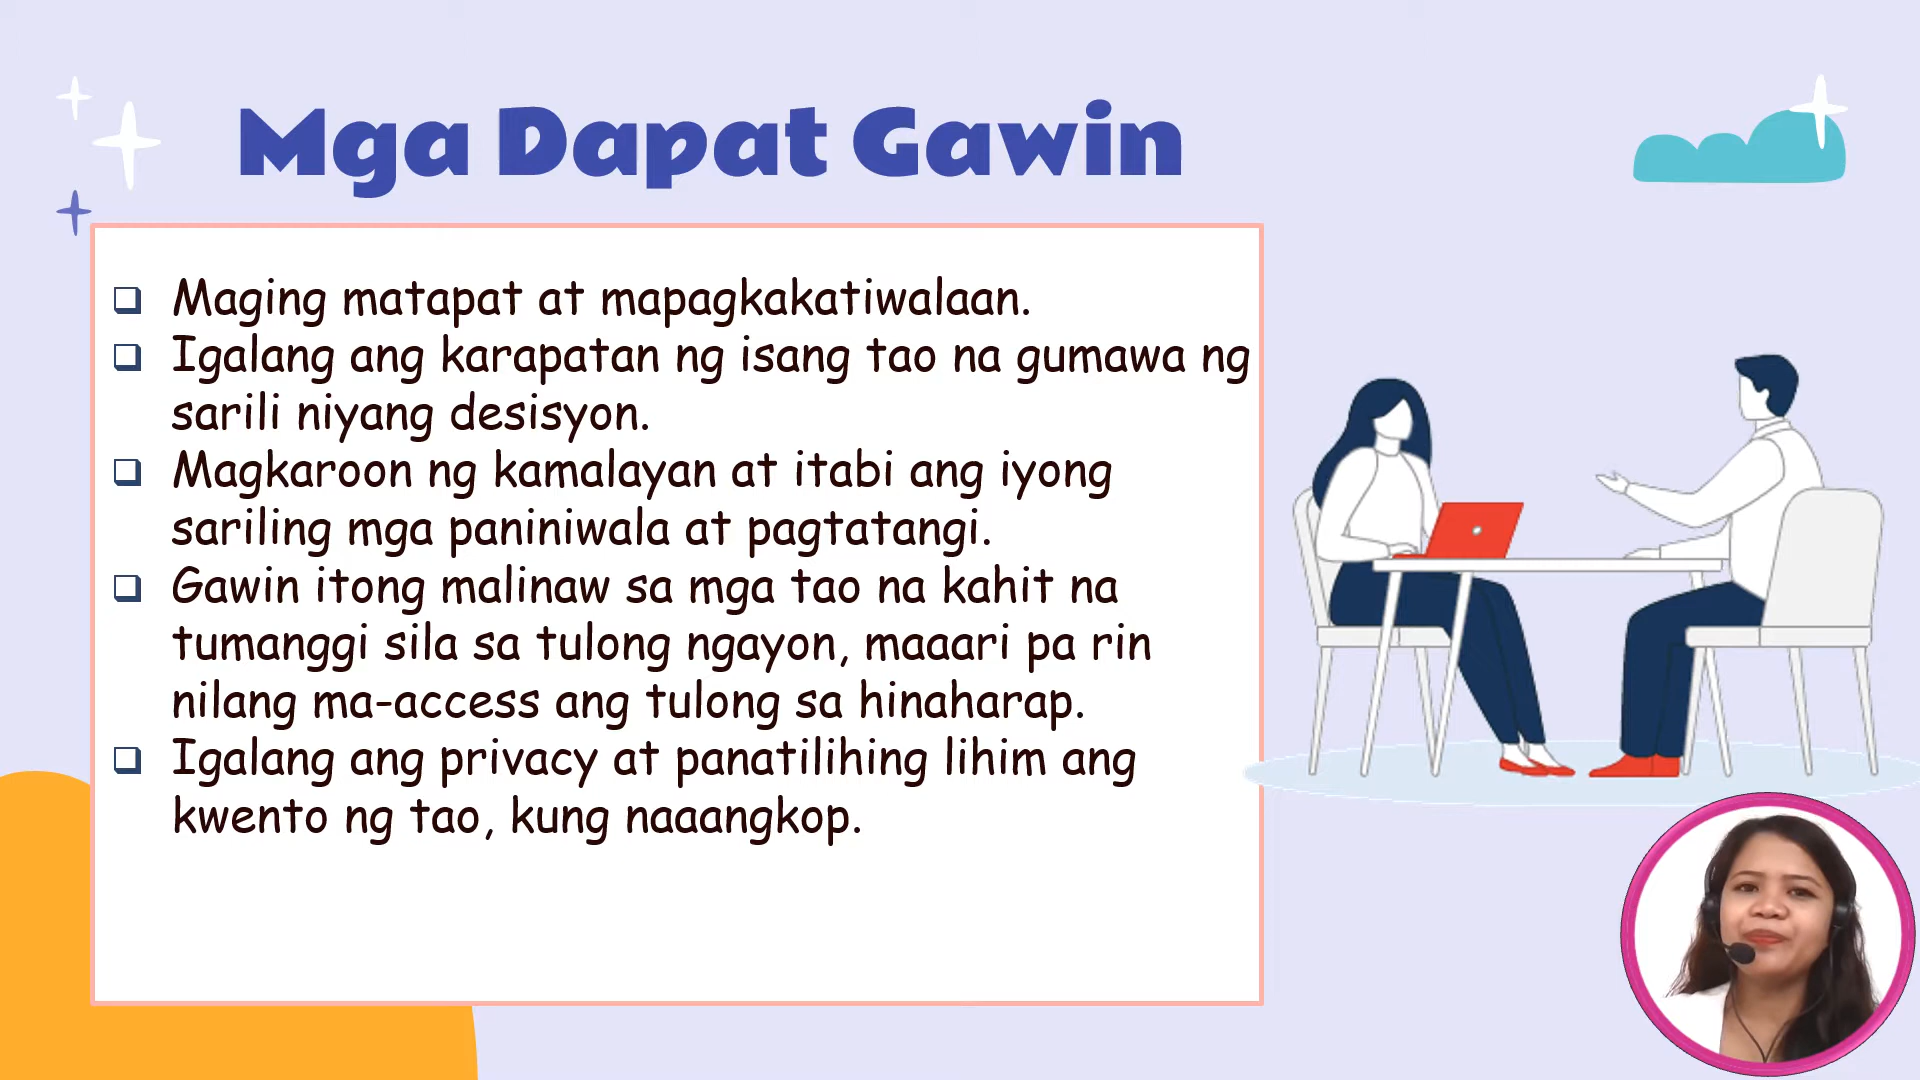 Mga Dapat Gawin
❑ Maging matapat at mapagkakatiwalaan.
❑ Igalang ang karapatan ng isang tao na gumawa ng
sarili niyang desisyon.
❑ Magkaroon ng kamalayan at itabi ang iyong
sariling mga paniniwala at pagtatangi.
❑ Gawin itong malinaw sa mga tao na kahit na
tumanggi sila sa tulong ngayon, maaari pa rin
nilang ma-access ang tulong sa hinaharap.
❑ Igalang ang privacy at panatilihing lihim ang
kwento ng tao, kung naaangkop.